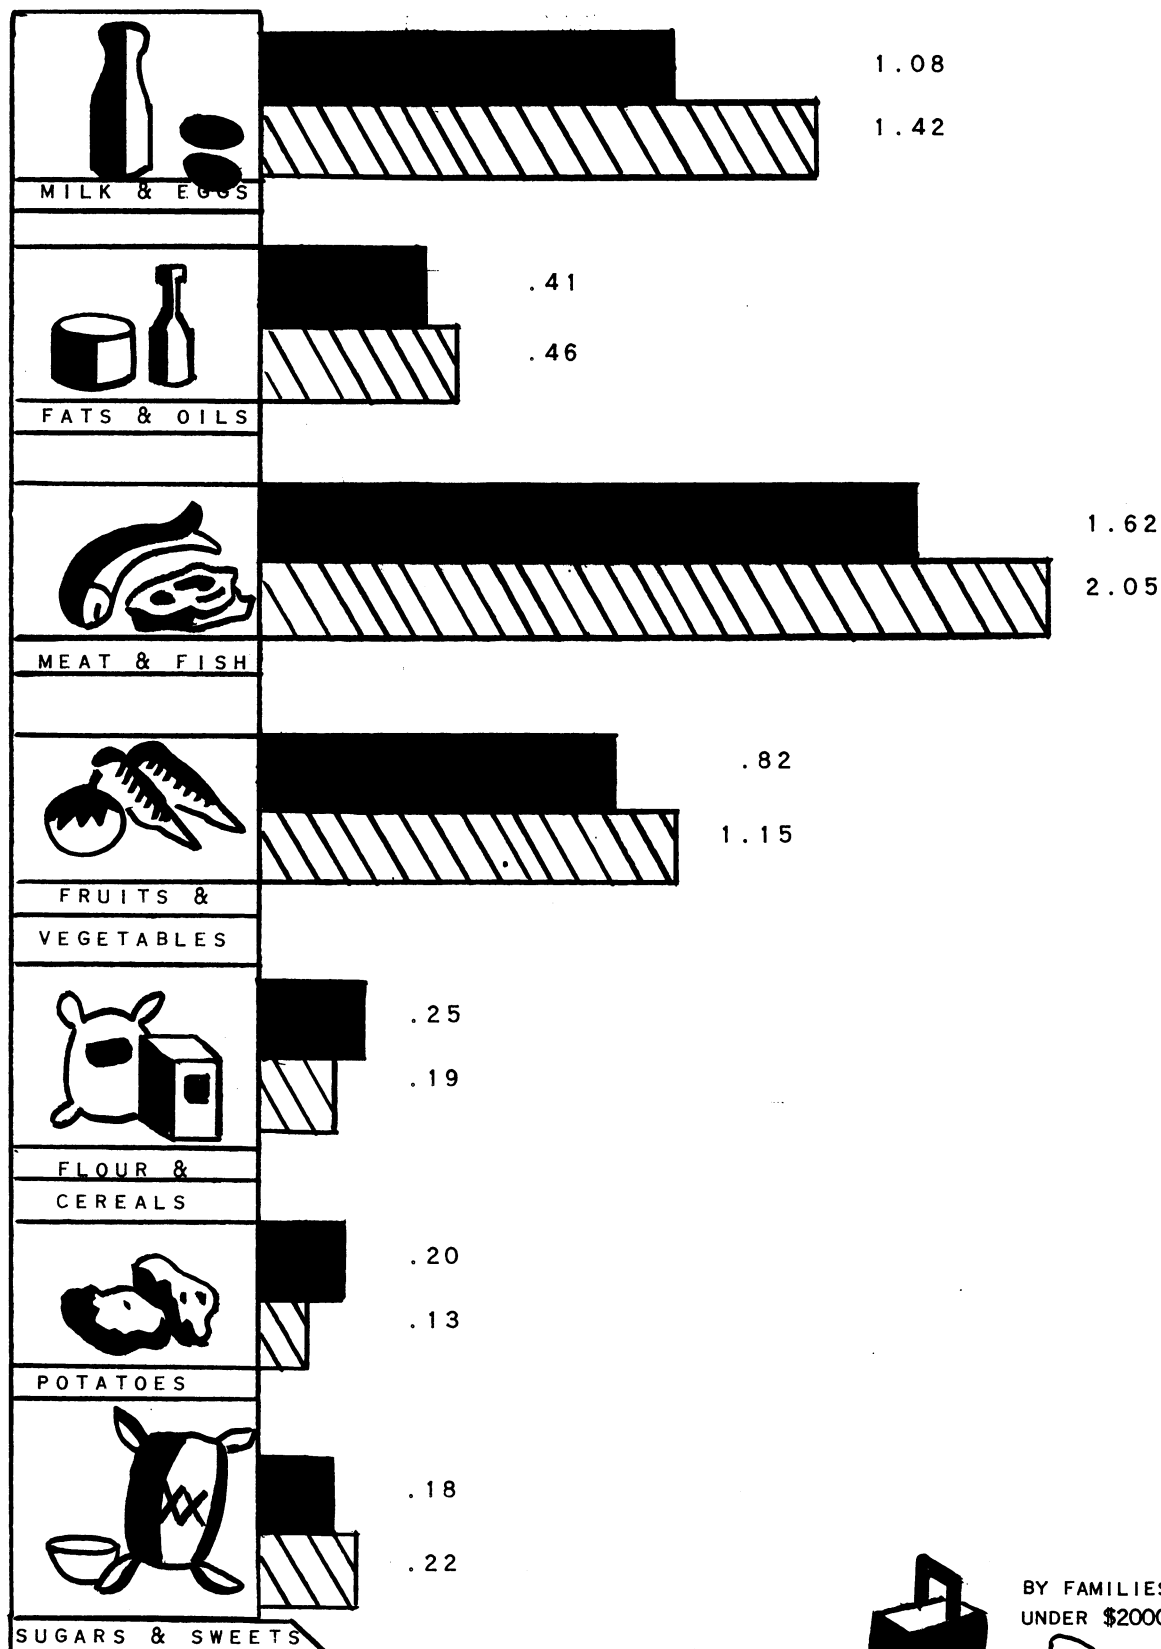 1.08
1.42
MILK & EGGS
.41
.46
FATS & OILS
1.62
2.05
MEAT & FISH
.82
1.15
FRUITS &
VEGETABLES
.25
.19
FLOUR &
CEREALS
.20
.13
POTATOES
.18
.22
SUGARS & SWEETS
BY FAMILIES
UNDER $2000